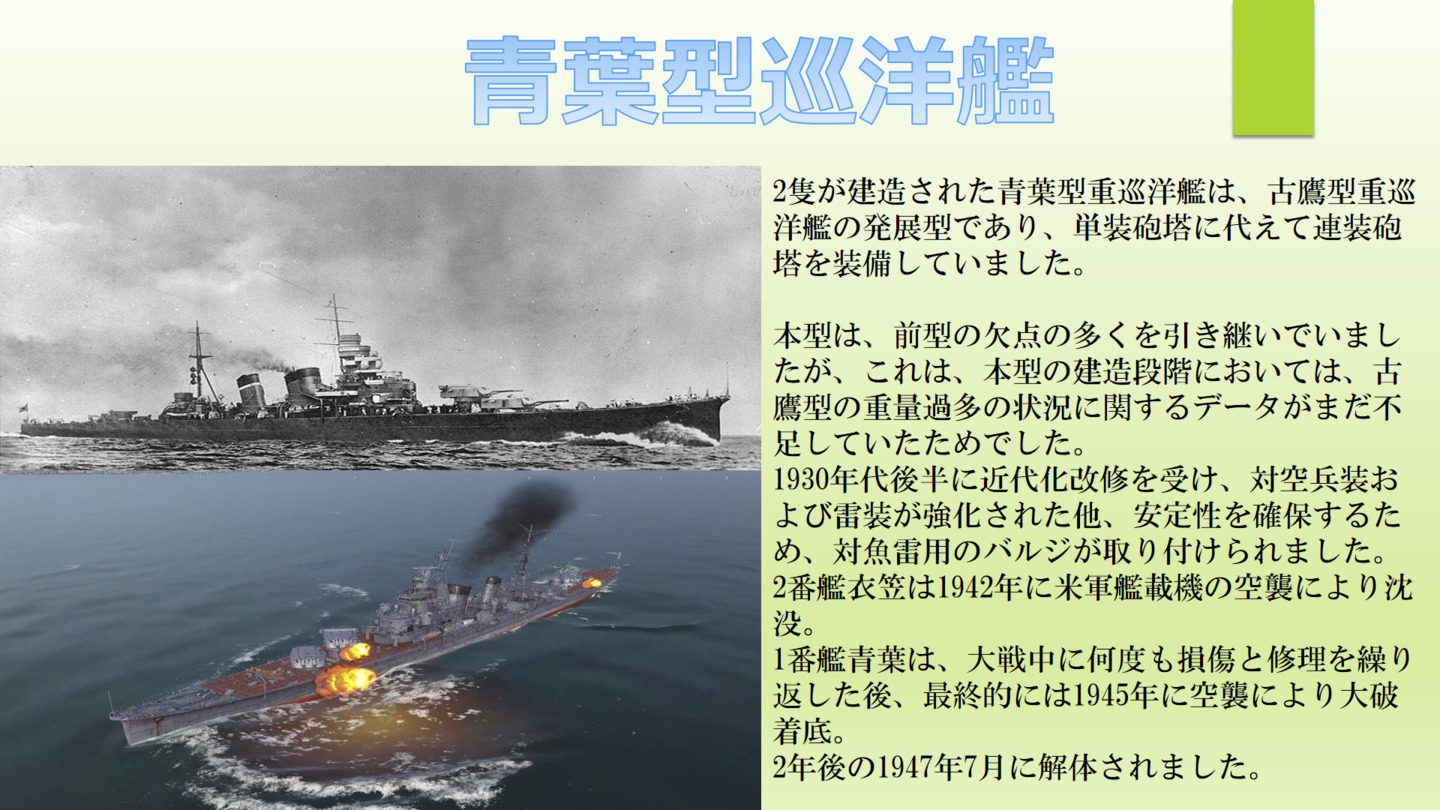 青葉型巡洋艦
2隻が建造された青葉型重巡洋艦は、古鷹型重巡
洋艦の発展型であり、単装砲塔に代えて連装砲
塔を装備していました。
本型は、前型の欠点の多くを引き継いでいまし
たが、これは、本型の建造段階においては、古
鷹型の重量過多の状況に関するデータがまだ不
足していたためでした。
1930年代後半に近代化改修を受け、対空兵装お
よび雷装が強化された他、安定性を確保するた
め、対魚雷用のバルジが取り付けられました。
2番艦衣笠は1942年に米軍艦載機の空襲により沈
没。
1番艦青葉は、大戦中に何度も損傷と修理を繰り
返した後、最終的には1945年に空襲により大破
着底。
2年後の1947年7月に解体されました。